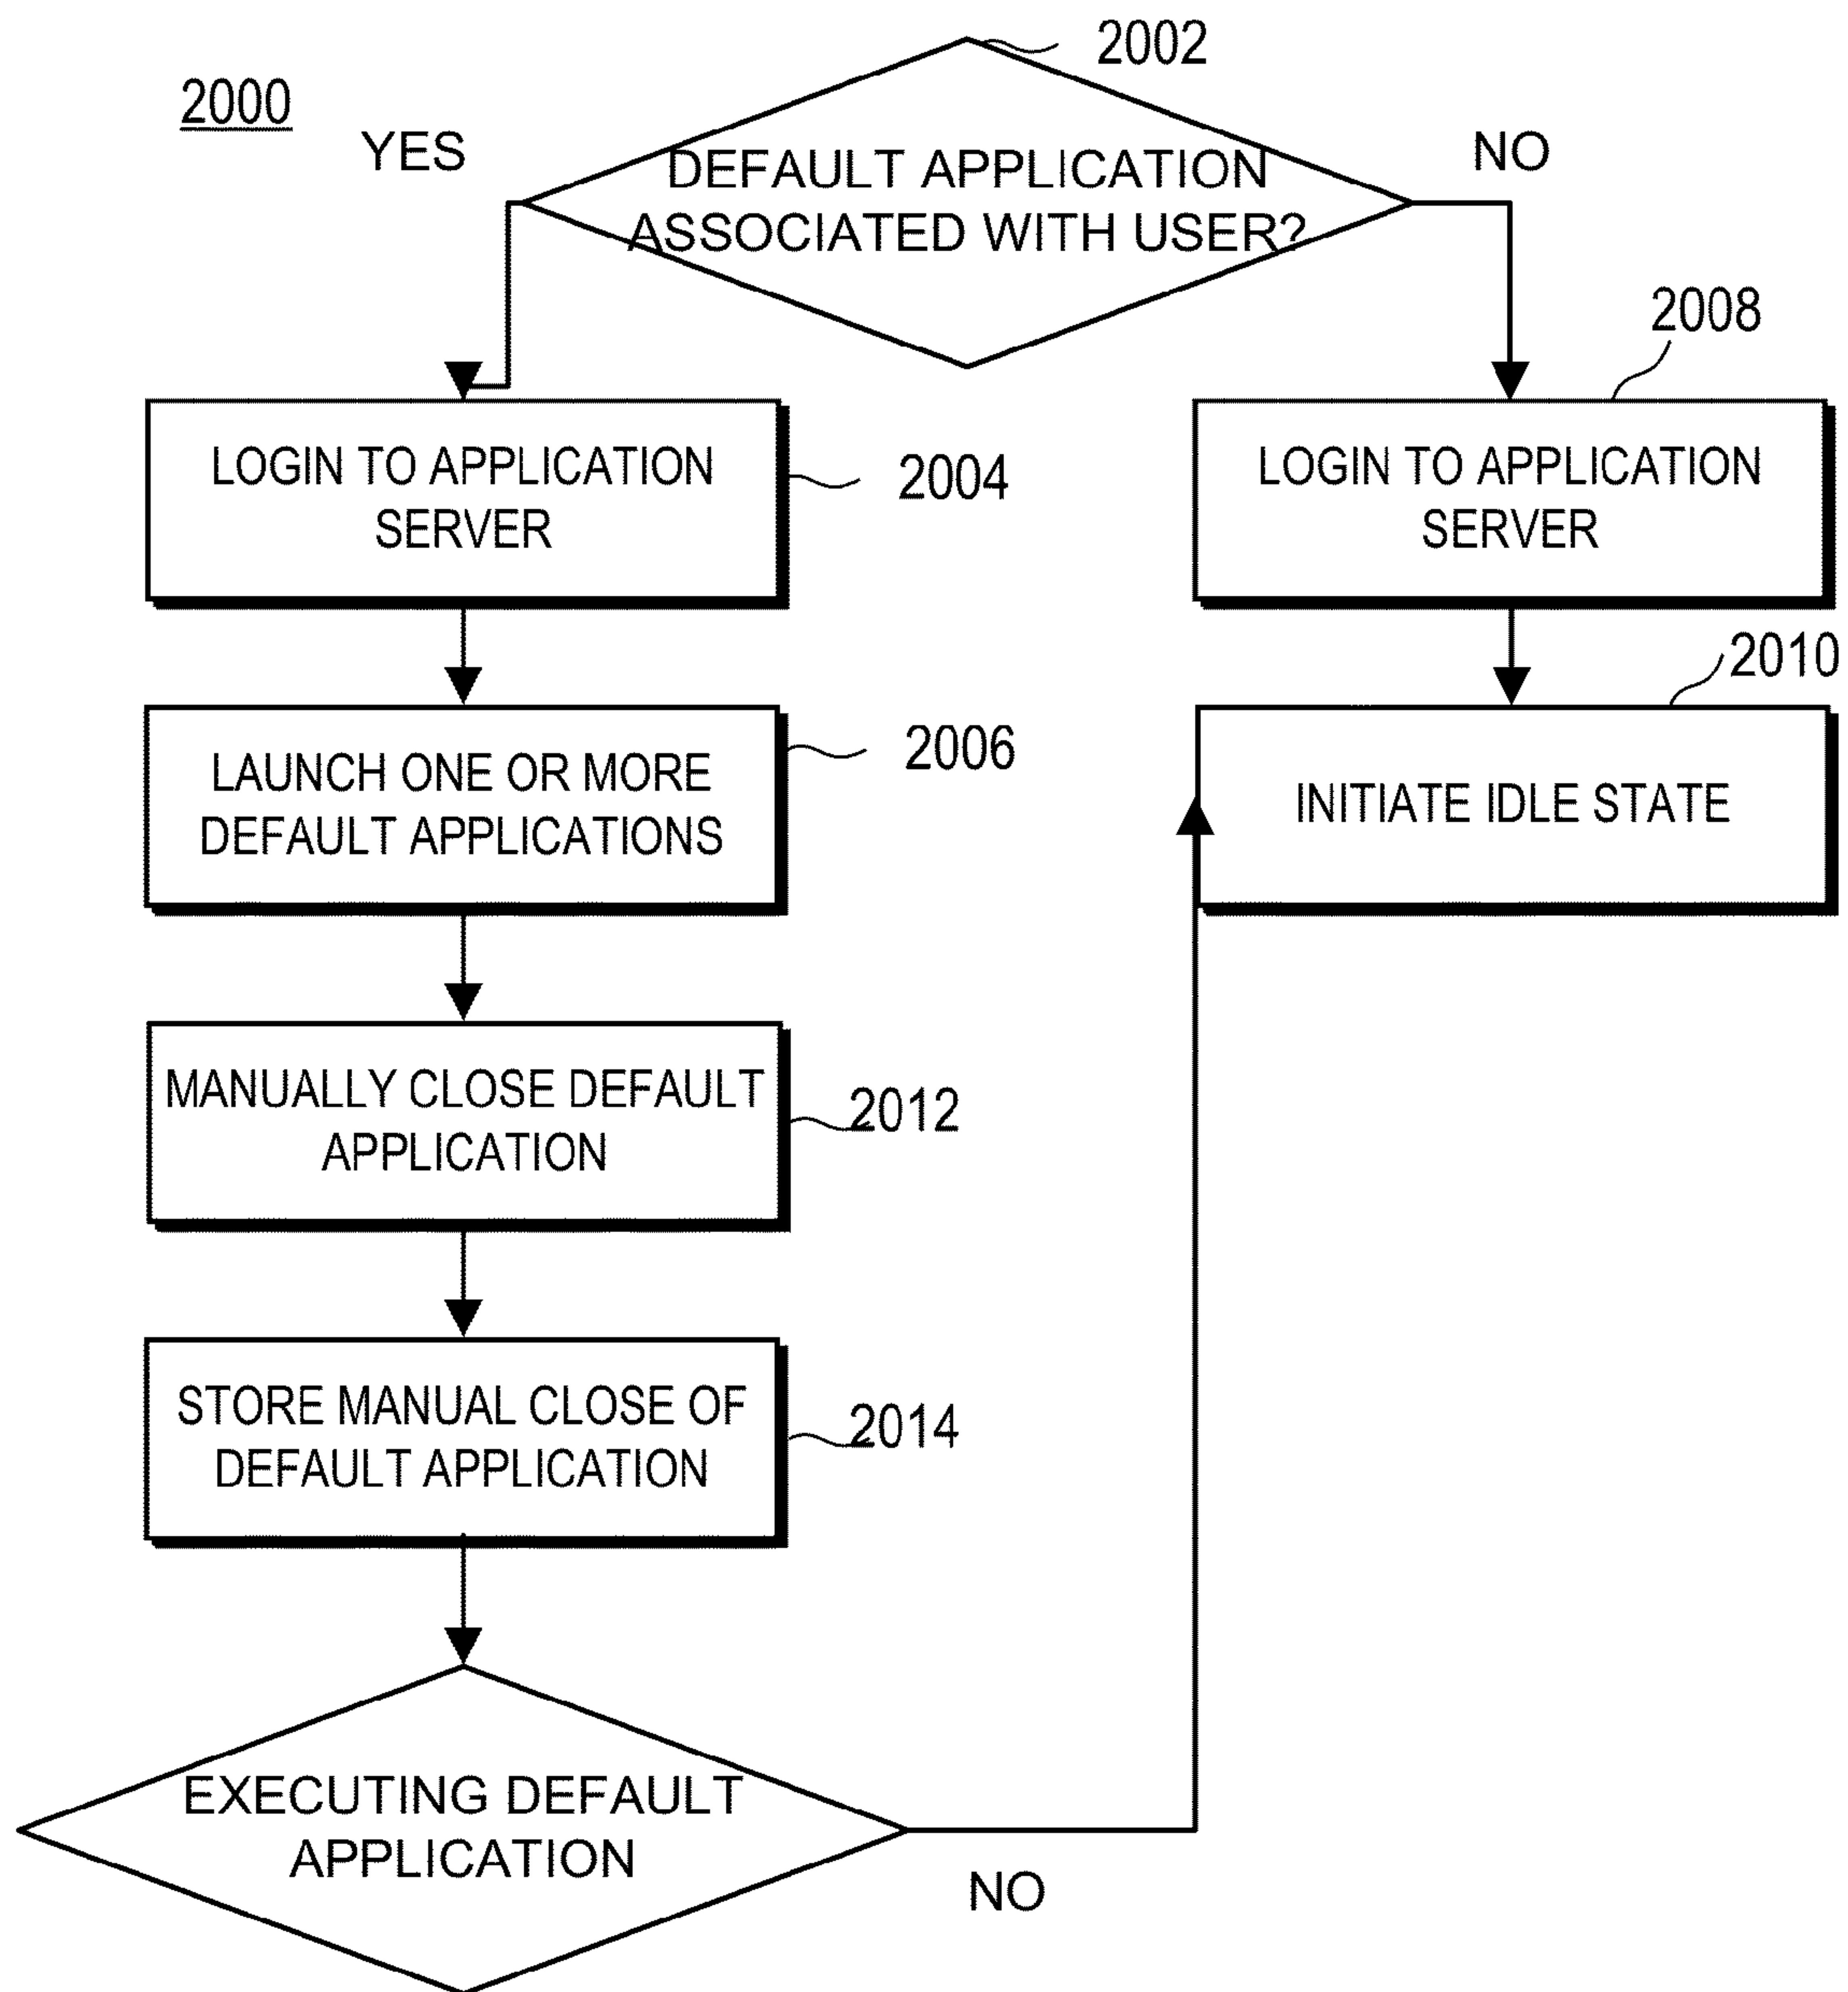 2002
2000
YES
NO
DEFAULT APPLICATION
ASSOCIATED WITH USER?
2008
LOGIN TO APPLICATION
SERVER
2004
LOGIN TO APPLICATION
SERVER
2010
LAUNCH ONE OR MORE
DEFAULT APPLICATIONS
2006
INITIATE IDLE STATE
MANUALLY CLOSE DEFAULT
APPLICATION
2012
STORE MANUAL CLOSE OF
DEFAULT APPLICATION
2014
EXECUTING DEFAULT
APPLICATION
NO